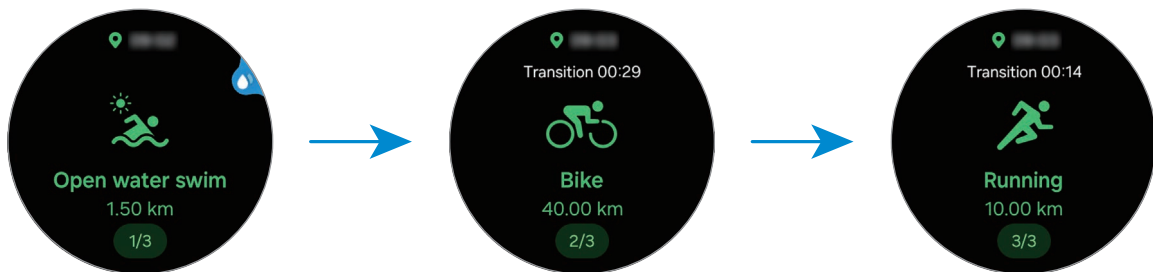 Open water swim
1.50 km
1/3
Transition 00:29
Bike
40.00 km
2/3
Transition 00:14
Running
10.00 km
3/3